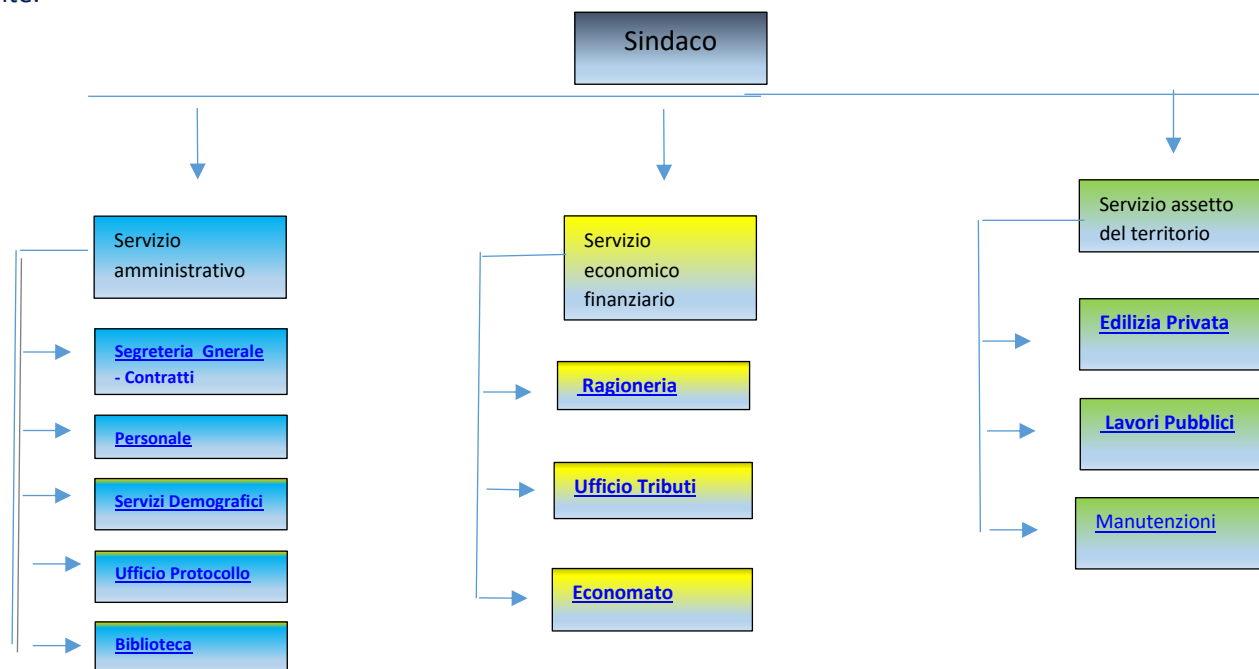 Sindaco
Servizio
amministrativo
Segreteria Gnerale
- Contratti
Personale
Servizi Demografici
Ufficio Protocollo
Biblioteca
Servizio
economico
finanziario
Ragioneria
Ufficio Tributi
Economato
Servizio assetto
del territorio
Edilizia Privata
Lavori Pubblici
Manutenzioni